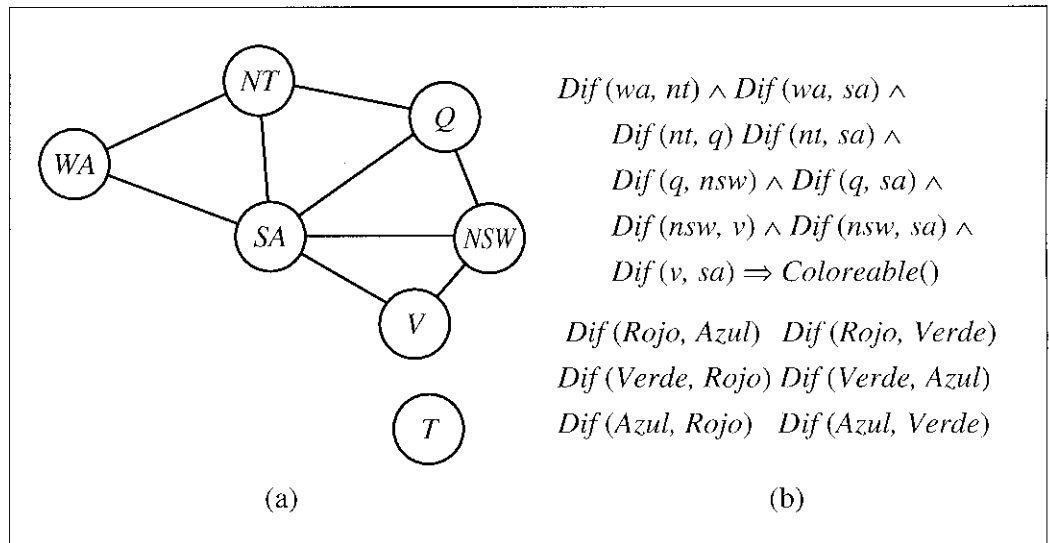 NT
Q
WA
SA
NSW
V
T
(a)
Dif (wa, nt) ∧ Dif (wa, sa) ∧
Dif (nt, q) Dif (nt, sa) ∧
Dif (q, nsw) ∧ Dif (q, sa) ∧
Dif (nsw, v) ∧ Dif (nsw, sa) ∧
Dif (v, sa) ⇒ Coloreable()
Dif (Rojo, Azul) Dif (Rojo, Verde)
Dif (Verde, Rojo) Dif (Verde, Azul)
Dif (Azul, Rojo) Dif (Azul, Verde)
(b)